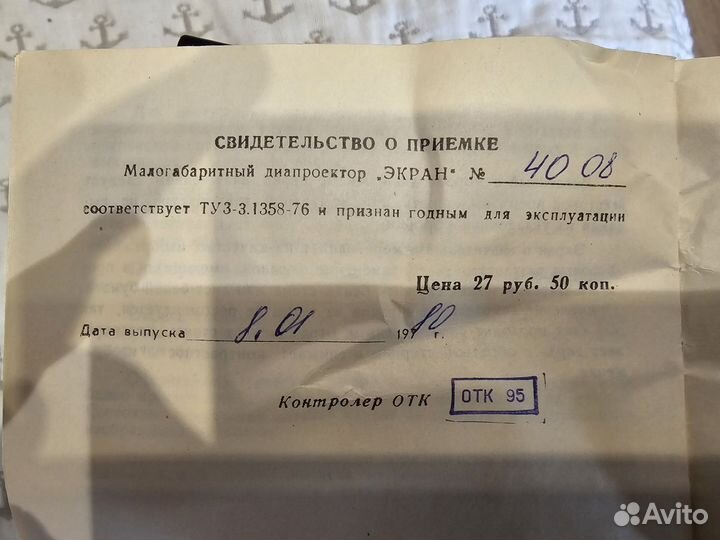 СВИДЕТЕЛЬСТВО О ПРИЕМКЕ
Малогабаритный диапроектор „ЭКРАН“ № 40 08
соответствует ТУ3-3.1358-76 и признан годным для эксплуатации
Цена 27 руб. 50 коп.
Дата выпуска 8.01 1980 г.
Контролер ОТК ОТК 95
Avito